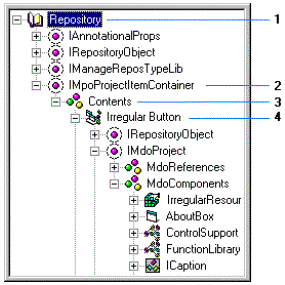 Repository 1
IAnnotationalProps
IRepositoryObject
IManageReposTypeLib
IMpoProjectItemContainer 2
Contents 3
Irregular Button 4
IRepositoryObject
IMdoProject
MdoReferences
MdoComponents
IrregularResour
AboutBox
ControlSupport
FunctionLibrary
ICaption